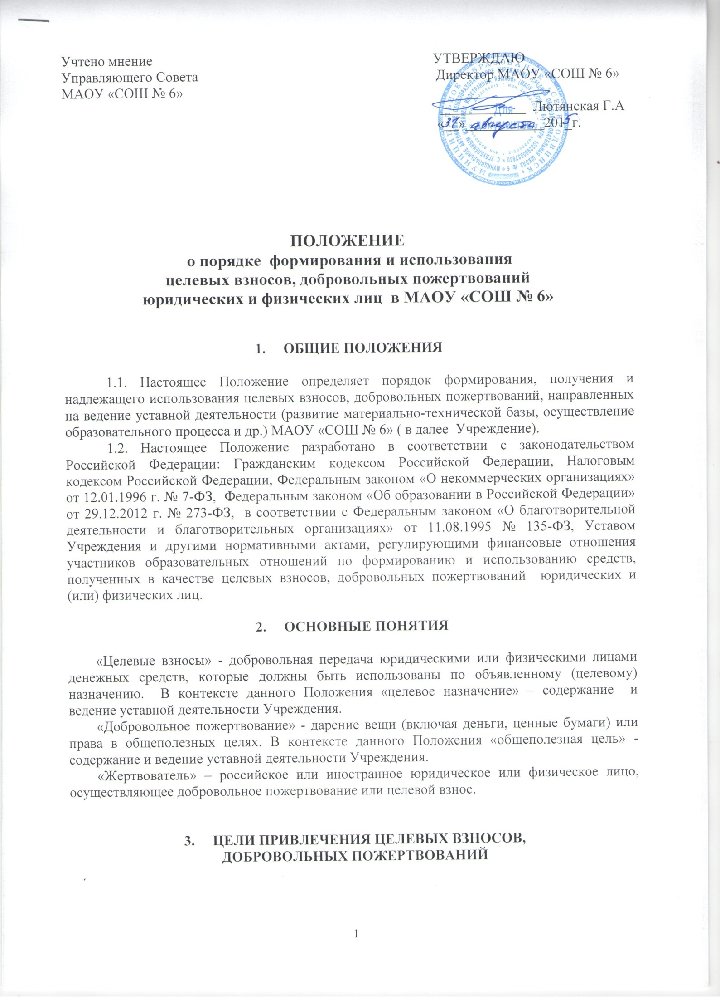 Учтено мнение
Управляющего Совета
МАОУ «СОШ № 6»
УТВЕРЖДАЮ
Директор МАОУ «СОШ № 6»
Лютянская Г.А
«31» августа 2015 г.
Для
документов
ПОЛОЖЕНИЕ
о порядке формирования и использования
целевых взносов, добровольных пожертвований
юридических и физических лиц в МАОУ «СОШ № 6»
1. ОБЩИЕ ПОЛОЖЕНИЯ
1.1. Настоящее Положение определяет порядок формирования, получения и
надлежащего использования целевых взносов, добровольных пожертвований, направленных
на ведение уставной деятельности (развитие материально-технической базы, осуществление
образовательного процесса и др.) МАОУ «СОШ № 6» ( в далее Учреждение).
1.2. Настоящее Положение разработано в соответствии с законодательством
Российской Федерации: Гражданским кодексом Российской Федерации, Налоговым
кодексом Российской Федерации, Федеральным законом «О некоммерческих организациях»
от 12.01.1996 г. № 7-ФЗ, Федеральным законом «Об образовании в Российской Федерации»
от 29.12.2012 г. № 273-ФЗ, в соответствии с Федеральным законом «О благотворительной
деятельности и благотворительных организациях» от 11.08.1995 № 135-ФЗ, Уставом
Учреждения и другими нормативными актами, регулирующими финансовые отношения
участников образовательных отношений по формированию и использованию средств,
полученных в качестве целевых взносов, добровольных пожертвований юридических и
(или) физических лиц.
2. ОСНОВНЫЕ ПОНЯТИЯ
«Целевые взносы» - добровольная передача юридическими или физическими лицами
денежных средств, которые должны быть использованы по объявленному (целевому)
назначению. В контексте данного Положения «целевое назначение» – содержание и
ведение уставной деятельности Учреждения.
«Добровольное пожертвование» - дарение вещи (включая деньги, ценные бумаги) или
права в общеполезных целях. В контексте данного Положения «общеполезная цель» -
содержание и ведение уставной деятельности Учреждения.
«Жертвователь» – российское или иностранное юридическое или физическое лицо,
осуществляющее добровольное пожертвование или целевой взнос.
3. ЦЕЛИ ПРИВЛЕЧЕНИЯ ЦЕЛЕВЫХ ВЗНОСОВ,
ДОБРОВОЛЬНЫХ ПОЖЕРТВОВАНИЙ
1